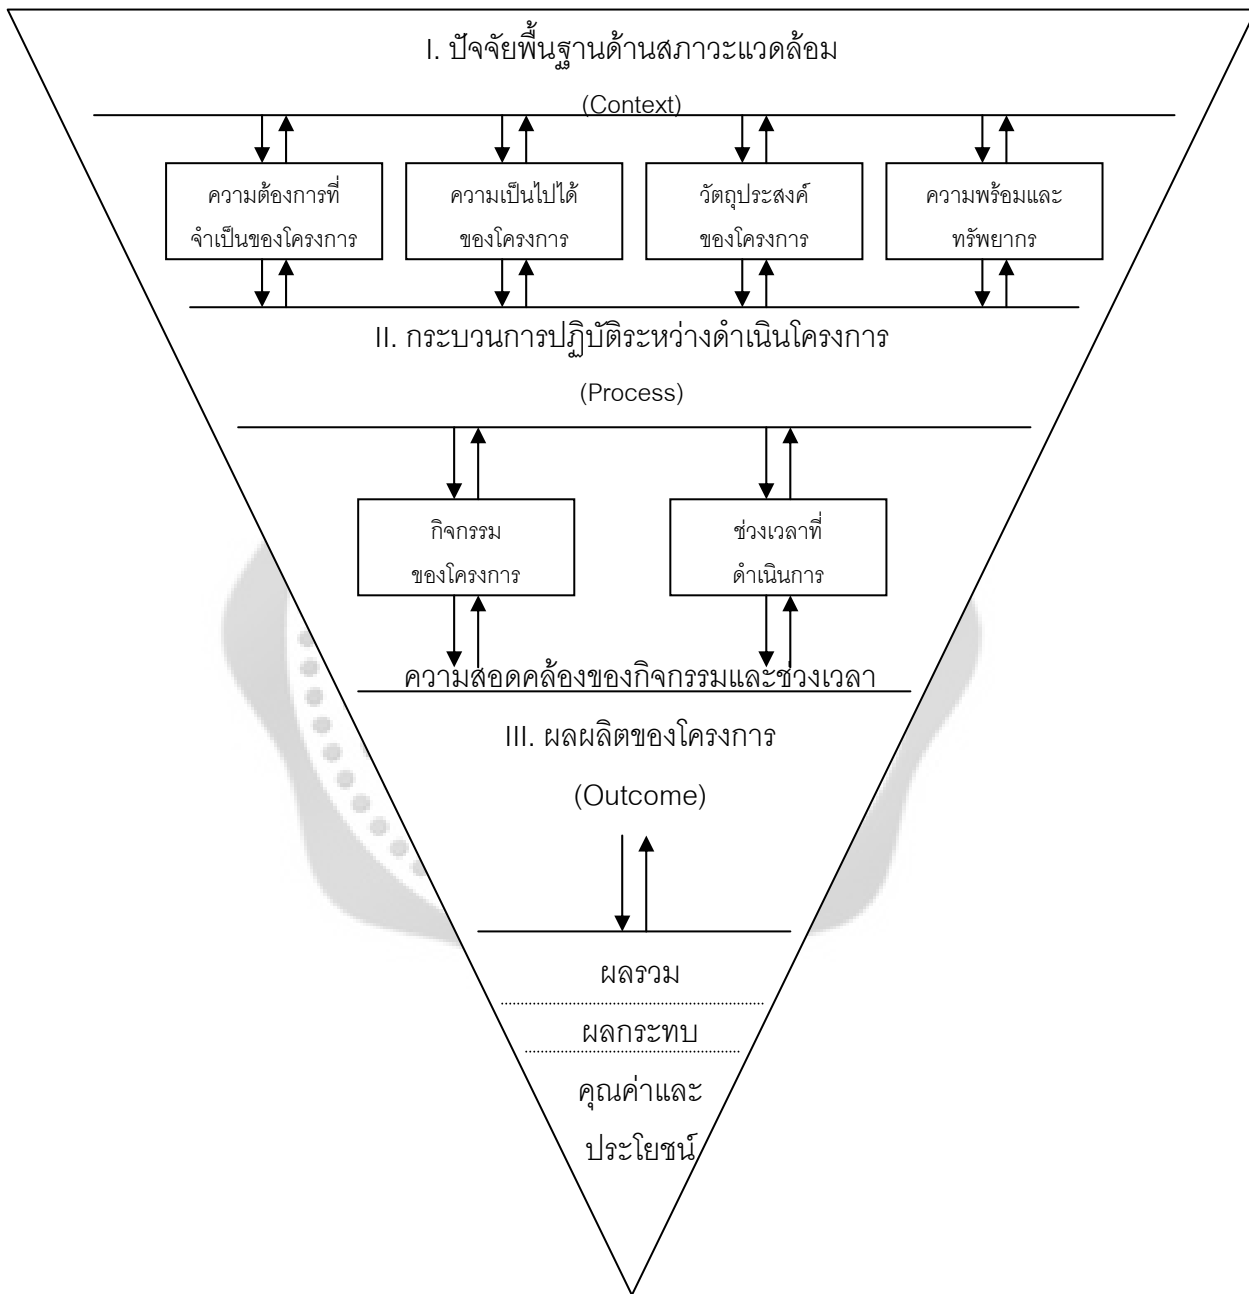 I. ปัจจัยพื้นฐานด้านสภาวะแวดล้อม
(Context)
ความต้องการที่
จำเป็นของโครงการ
ความเป็นไปได้
ของโครงการ
วัตถุประสงค์
ของโครงการ
ความพร้อมและ
ทรัพยากร
II. กระบวนการปฏิบัติระหว่างดำเนินโครงการ
(Process)
กิจกรรม
ของโครงการ
ช่วงเวลาที่
ดำเนินการ
ความสอดคล้องของกิจกรรมและช่วงเวลา
III. ผลผลิตของโครงการ
(Outcome)
ผลรวม
ผลกระทบ
คุณค่าและ
ประโยชน์